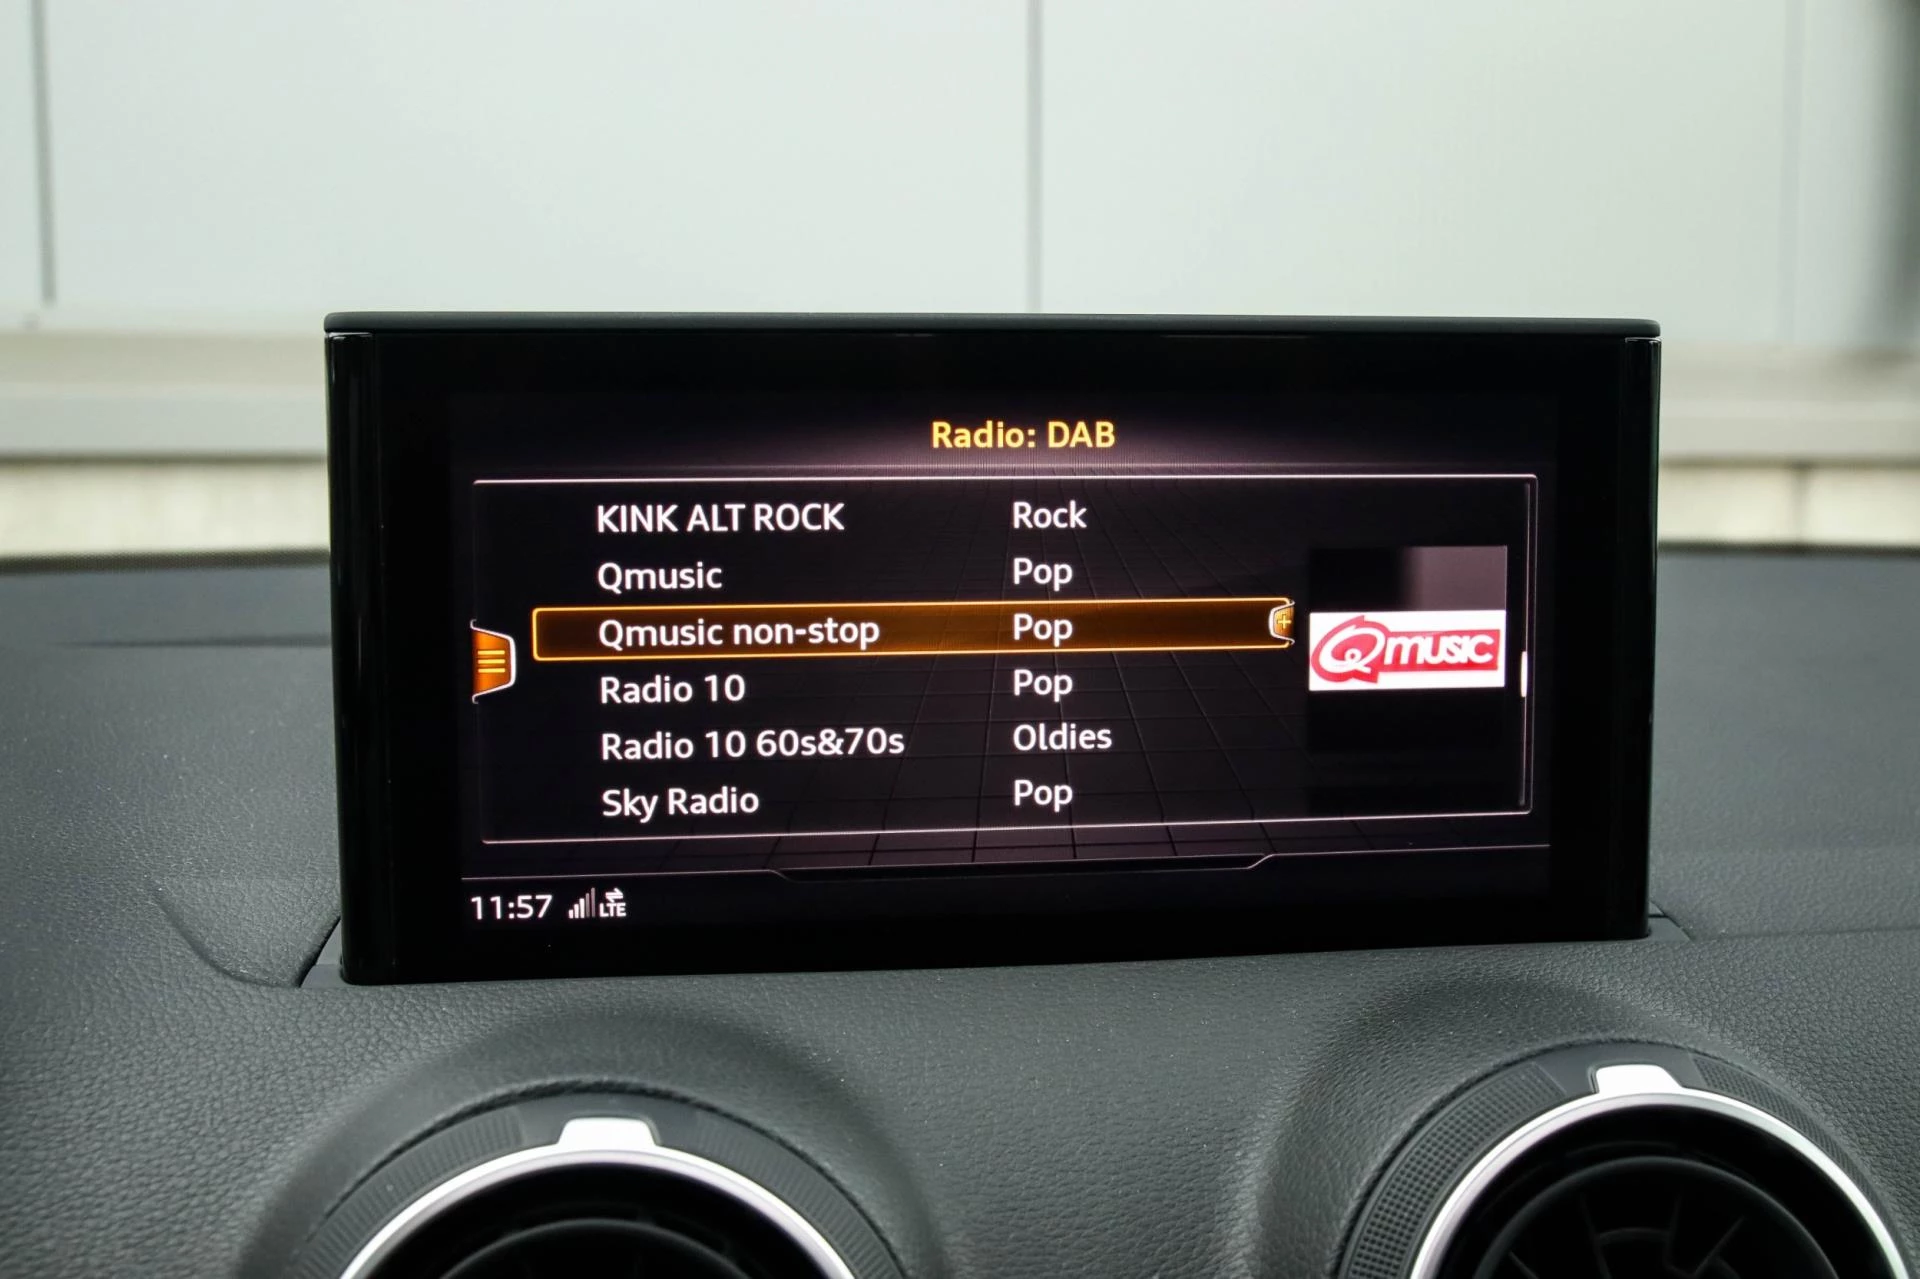 Radio: DAB
KINK ALT ROCK Rock
Qmusic Pop
Qmusic non-stop Pop
Qmusic
Radio 10 Pop
Radio 10 60s&70s Oldies
Sky Radio Pop
11:57 LTE